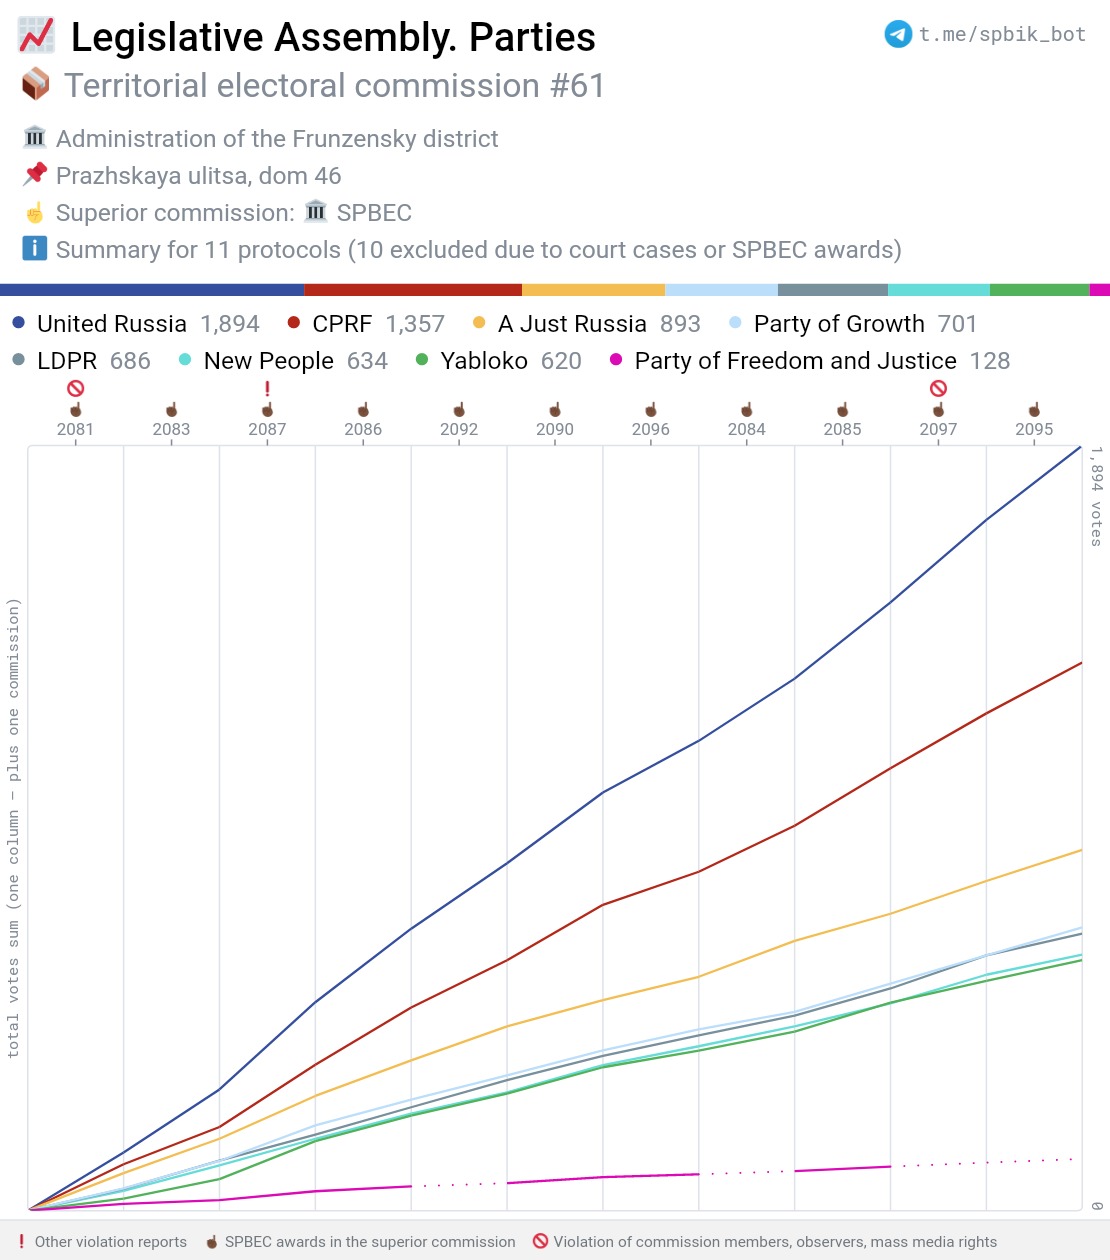 Legislative Assembly. Parties
t.me/spbik_bot
Territorial electoral commission #61
Administration of the Frunzensky district
Prazhskaya ulitsa, dom 46
Superior commission: SPBEC
Summary for 11 protocols (10 excluded due to court cases or SPBEC awards)
United Russia 1,894 CPRF 1,357 A Just Russia 893 Party of Growth 701
LDPR 686 New People 634 Yabloko 620 Party of Freedom and Justice 128
2081 2083 2087 2086 2092 2090 2096 2084 2085 2097 2095
1,894 votes
total votes sum (one column — plus one commission)
0
Other violation reports SPBEC awards in the superior commission Violation of commission members, observers, mass media rights